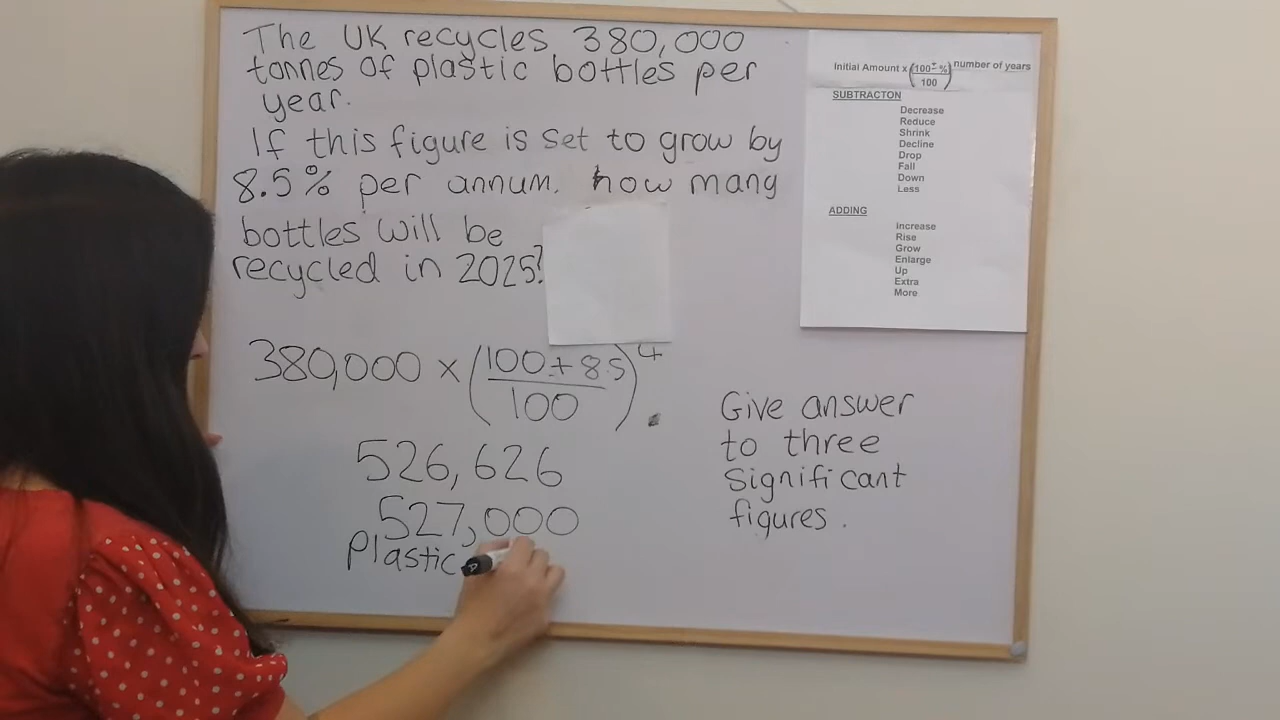 The UK recycles 380,000
tonnes of plastic bottles per
year.
If this figure is set to grow by
8.5% per annum, how many
bottles will be
recycled in 2025?
380,000 × (100 + 8.5 / 100)⁴
526,626
527,000
Plastic
Give answer
to three
significant
figures.
Initial Amount x (100 ± % / 100) number of years
SUBTRACTON
Decrease
Reduce
Shrink
Decline
Drop
Fall
Down
Less
ADDING
Increase
Rise
Grow
Enlarge
Up
Extra
More